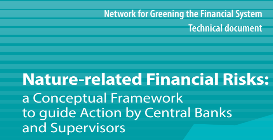 Network for Greening the Financial System
Technical document
Nature-related Financial Risks:
a Conceptual Framework
to guide Action by Central Banks
and Supervisors